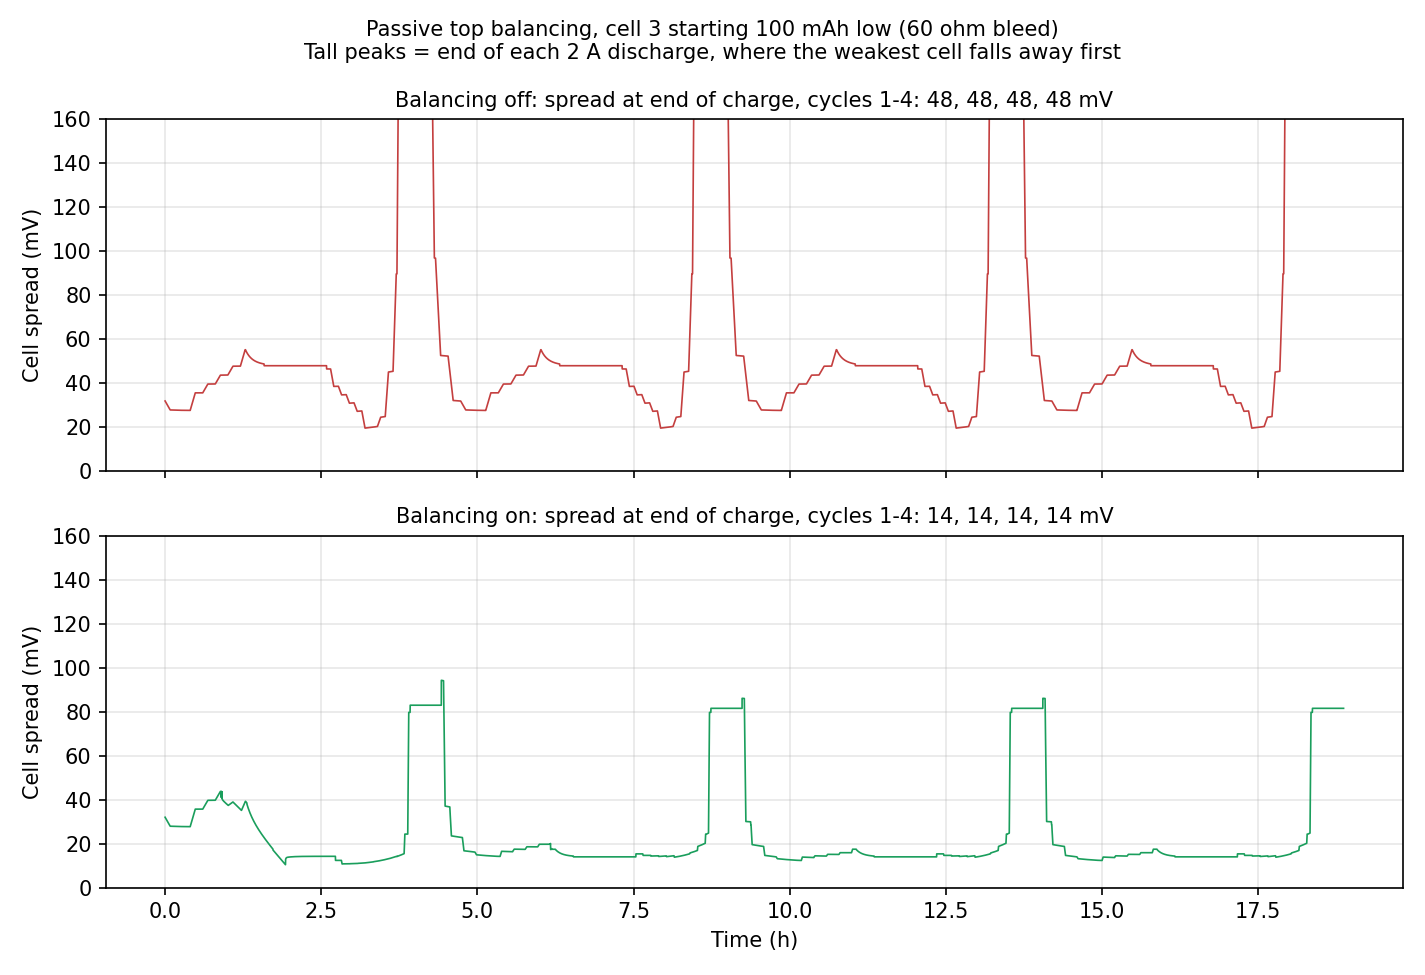 Passive top balancing, cell 3 starting 100 mAh low (60 ohm bleed)
Tall peaks = end of each 2 A discharge, where the weakest cell falls away first
Balancing off: spread at end of charge, cycles 1-4: 48, 48, 48, 48 mV
160
140
120
100
80
60
40
20
0
Cell spread (mV)
Balancing on: spread at end of charge, cycles 1-4: 14, 14, 14, 14 mV
160
140
120
100
80
60
40
20
0
Cell spread (mV)
0.0 2.5 5.0 7.5 10.0 12.5 15.0 17.5
Time (h)